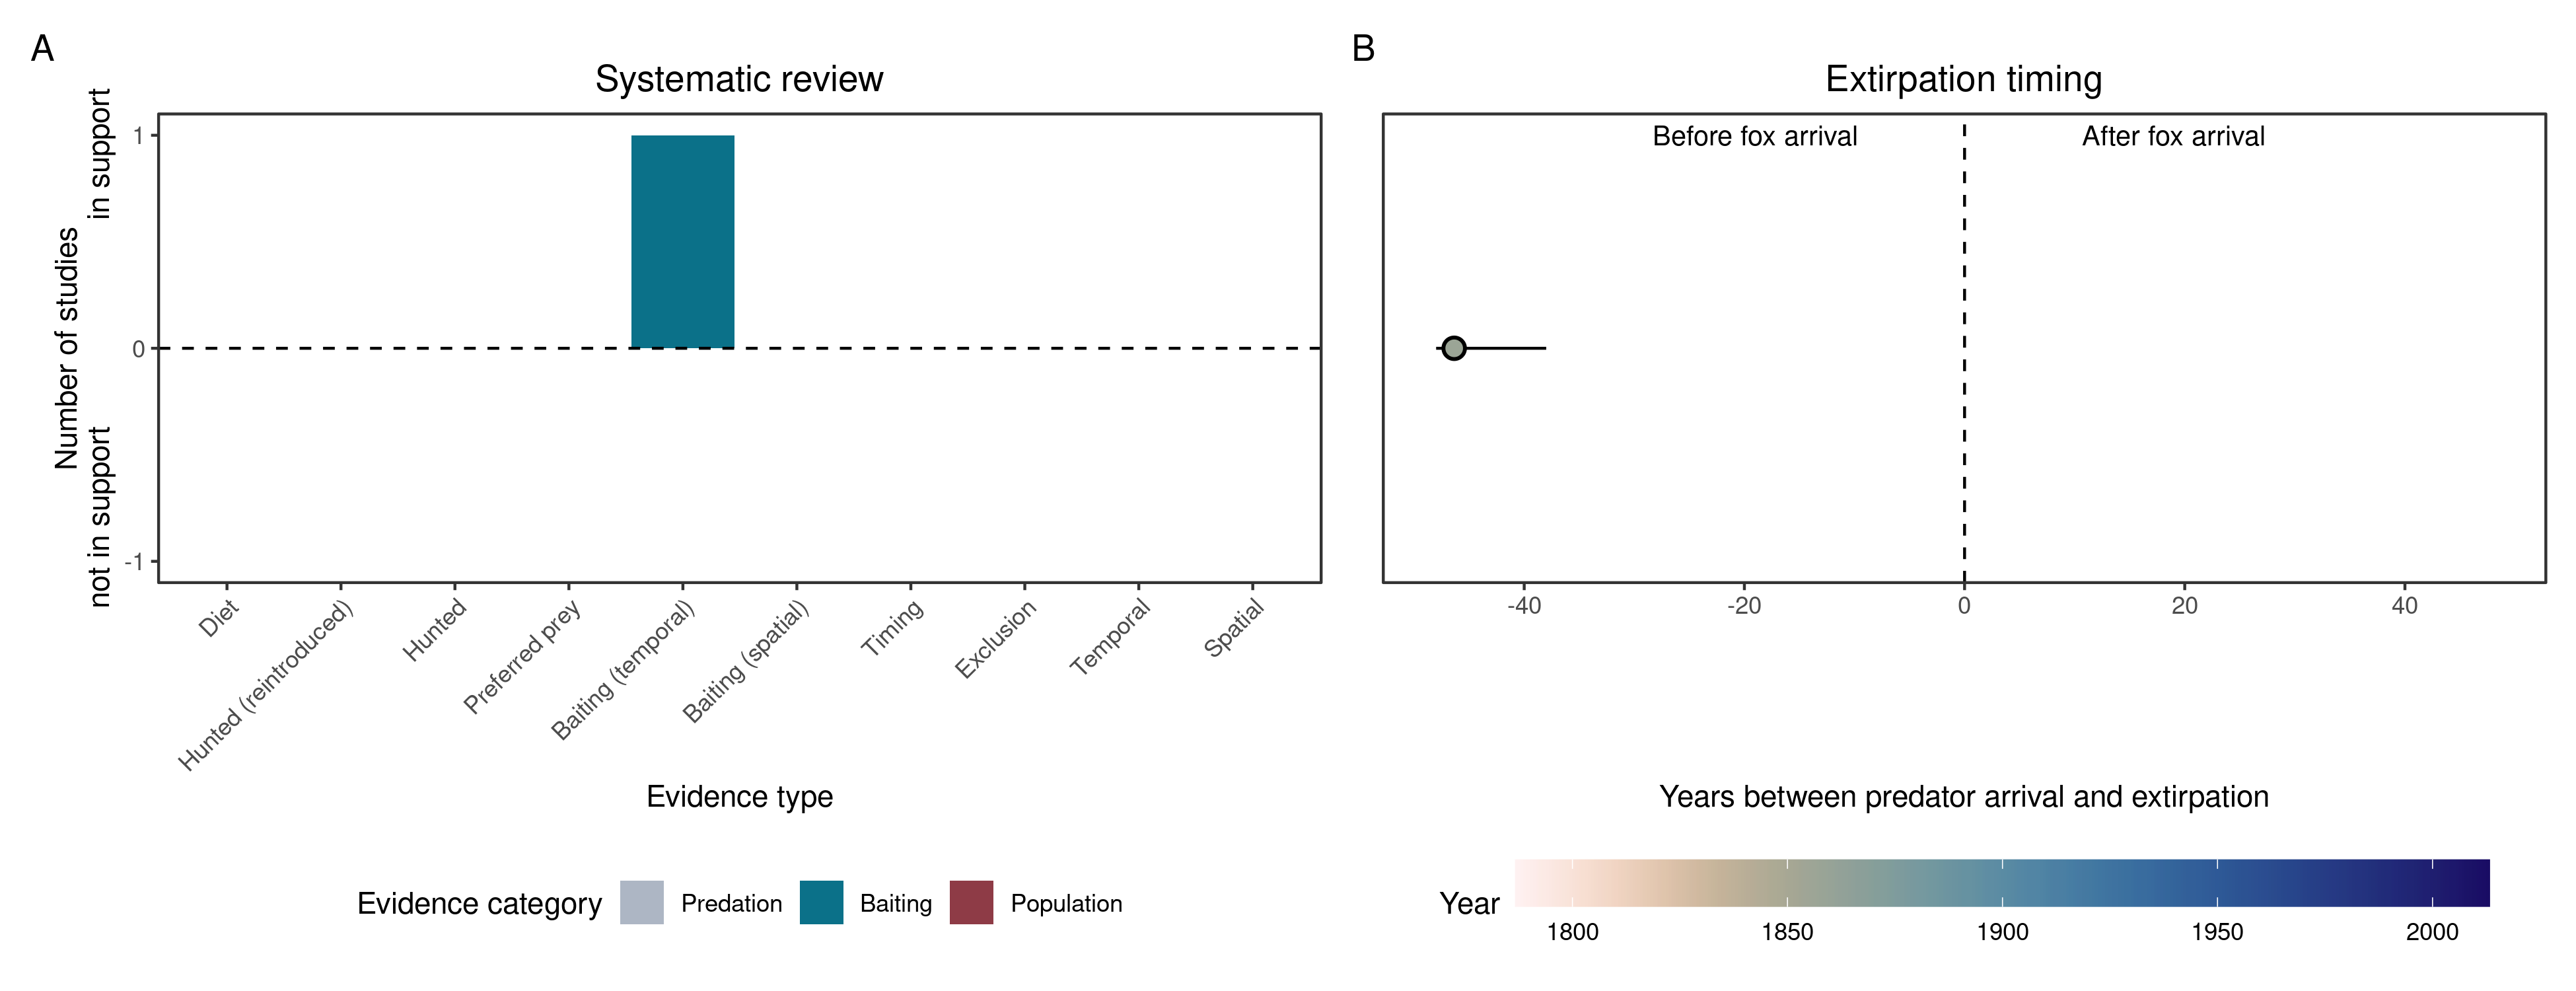 A
Systematic review
Number of studies
in support
not in support
1
0
-1
Diet
Hunted (reintroduced)
Hunted
Preferred prey
Baiting (temporal)
Baiting (spatial)
Timing
Exclusion
Temporal
Spatial
Evidence type
Evidence category
Predation
Baiting
Population
B
Extirpation timing
Before fox arrival
After fox arrival
-40
-20
0
20
40
Years between predator arrival and extirpation
Year
1800
1850
1900
1950
2000